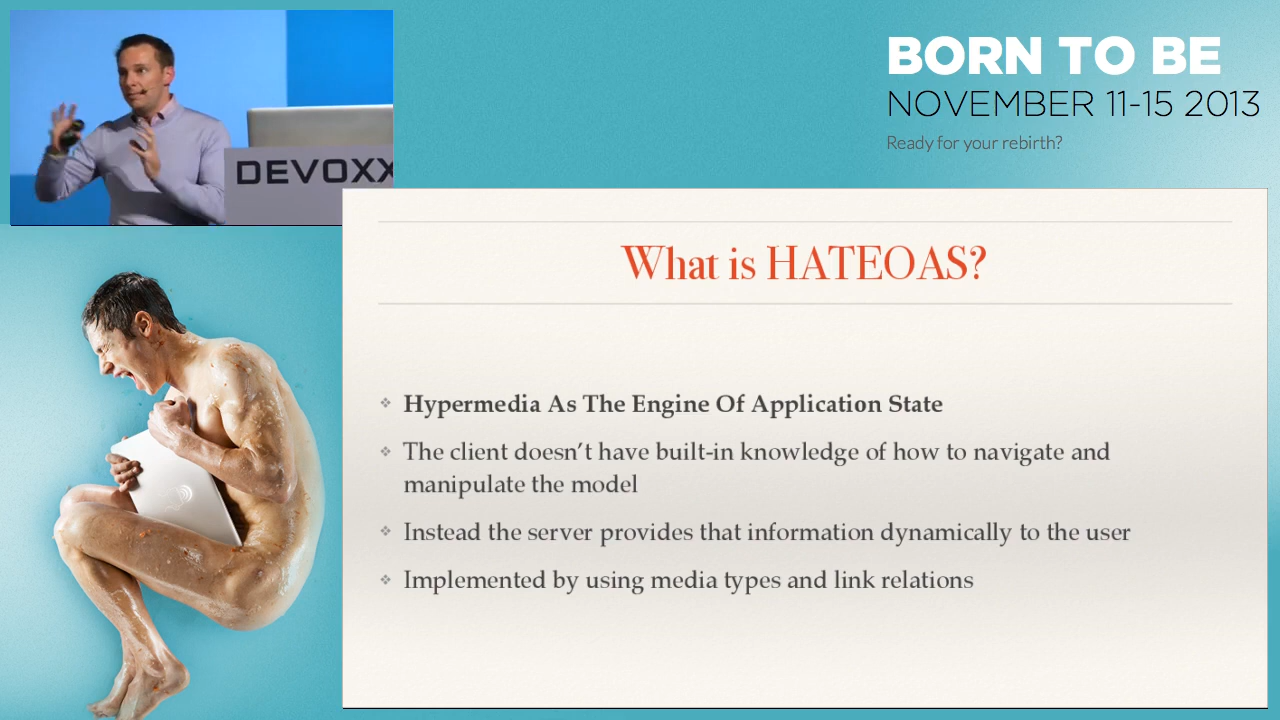 BORN TO BE
NOVEMBER 11-15 2013
Ready for your rebirth?
DEVOXX
What is HATEOAS?
Hypermedia As The Engine Of Application State
The client doesn’t have built-in knowledge of how to navigate and
manipulate the model
Instead the server provides that information dynamically to the user
Implemented by using media types and link relations